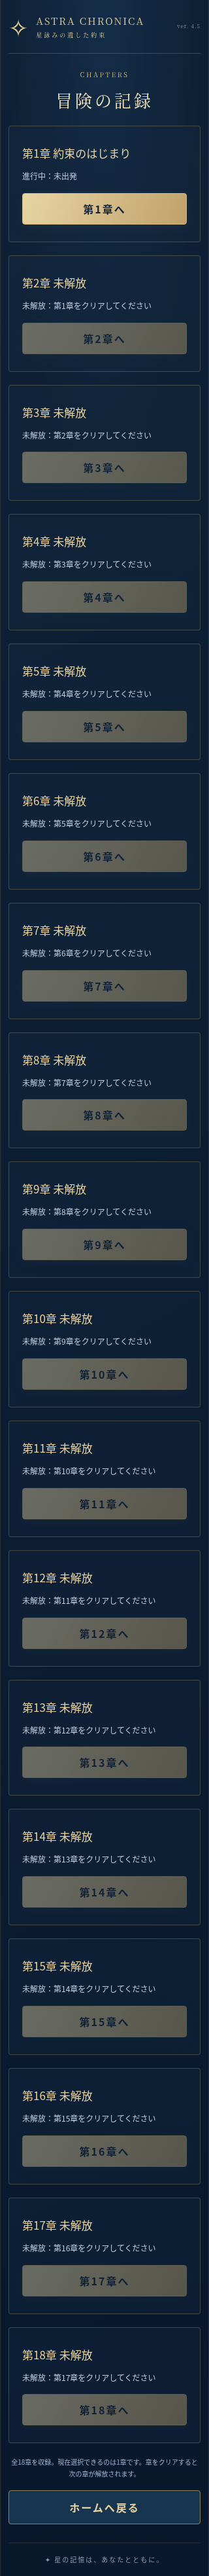 ASTRA CHRONICA
星詠みの遺した約束
ver. 4.5
CHAPTERS
冒険の記録
第1章 約束のはじまり
進行中：未出発
第1章へ
第2章 未解放
未解放：第1章をクリアしてください
第2章へ
第3章 未解放
未解放：第2章をクリアしてください
第3章へ
第4章 未解放
未解放：第3章をクリアしてください
第4章へ
第5章 未解放
未解放：第4章をクリアしてください
第5章へ
第6章 未解放
未解放：第5章をクリアしてください
第6章へ
第7章 未解放
未解放：第6章をクリアしてください
第7章へ
第8章 未解放
未解放：第7章をクリアしてください
第8章へ
第9章 未解放
未解放：第8章をクリアしてください
第9章へ
第10章 未解放
未解放：第9章をクリアしてください
第10章へ
第11章 未解放
未解放：第10章をクリアしてください
第11章へ
第12章 未解放
未解放：第11章をクリアしてください
第12章へ
第13章 未解放
未解放：第12章をクリアしてください
第13章へ
第14章 未解放
未解放：第13章をクリアしてください
第14章へ
第15章 未解放
未解放：第14章をクリアしてください
第15章へ
第16章 未解放
未解放：第15章をクリアしてください
第16章へ
第17章 未解放
未解放：第16章をクリアしてください
第17章へ
第18章 未解放
未解放：第17章をクリアしてください
第18章へ
全18章を収録。現在選択できるのは1章です。章をクリアすると
次の章が解放されます。
ホームへ戻る
✦ 星の記憶は、あなたとともに。